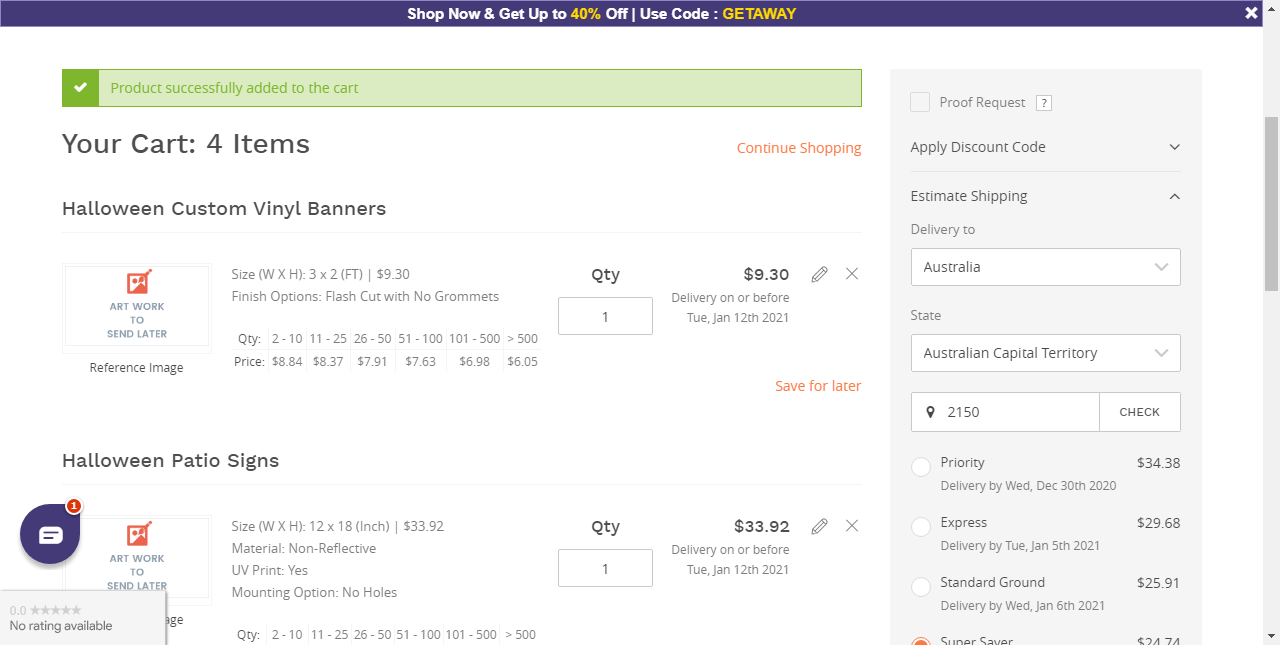 Shop Now & Get Up to 40% Off | Use Code : GETAWAY
Product successfully added to the cart
Your Cart: 4 Items
Continue Shopping
Halloween Custom Vinyl Banners
ART WORK
TO
SEND LATER
Reference Image
Size (W X H): 3 x 2 (FT) | $9.30
Finish Options: Flash Cut with No Grommets
Qty: 2 - 10 11 - 25 26 - 50 51 - 100 101 - 500 > 500
Price: $8.84 $8.37 $7.91 $7.63 $6.98 $6.05
Qty
1
$9.30
Delivery on or before
Tue, Jan 12th 2021
Save for later
Halloween Patio Signs
ART WORK
TO
SEND LATER
age
Size (W X H): 12 x 18 (Inch) | $33.92
Material: Non-Reflective
UV Print: Yes
Mounting Option: No Holes
Qty: 2 - 10 11 - 25 26 - 50 51 - 100 101 - 500 > 500
Qty
1
$33.92
Delivery on or before
Tue, Jan 12th 2021
1
0.0
No rating available
Proof Request ?
Apply Discount Code
Estimate Shipping
Delivery to
Australia
State
Australian Capital Territory
2150 CHECK
Priority $34.38
Delivery by Wed, Dec 30th 2020
Express $29.68
Delivery by Tue, Jan 5th 2021
Standard Ground $25.91
Delivery by Wed, Jan 6th 2021
Super Saver $24.74